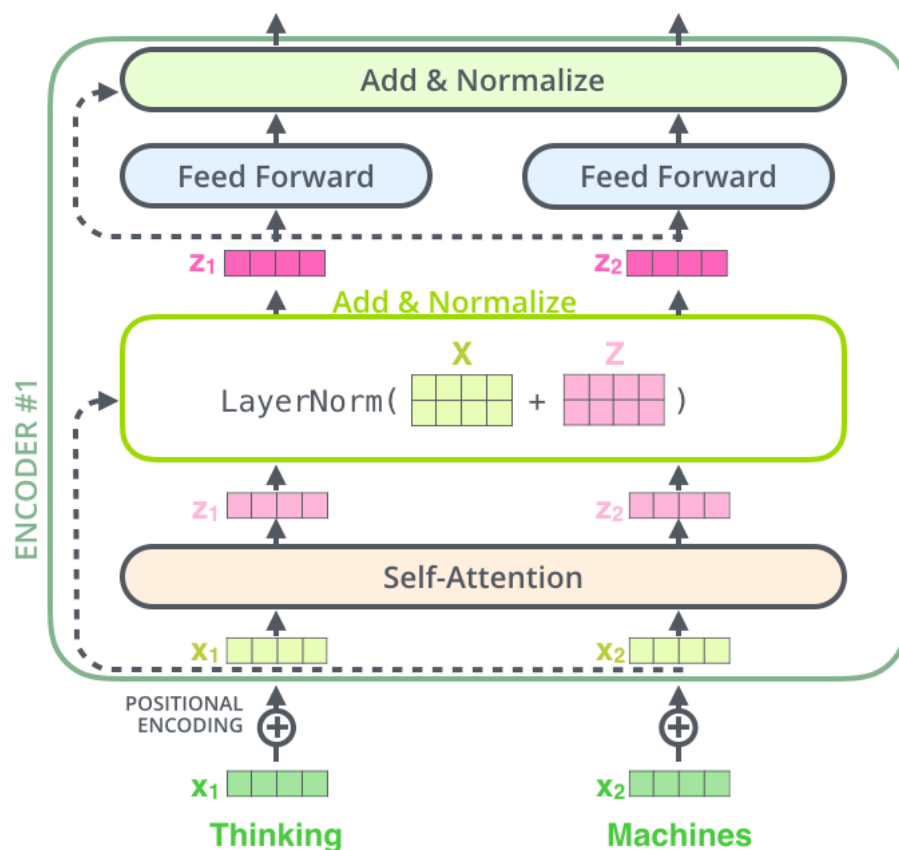 Add & Normalize
Feed Forward Feed Forward
z1 z2
Add & Normalize
X Z
LayerNorm( + )
ENCODER #1
z1 z2
Self-Attention
x1 x2
POSITIONAL
ENCODING
x1 x2
Thinking Machines